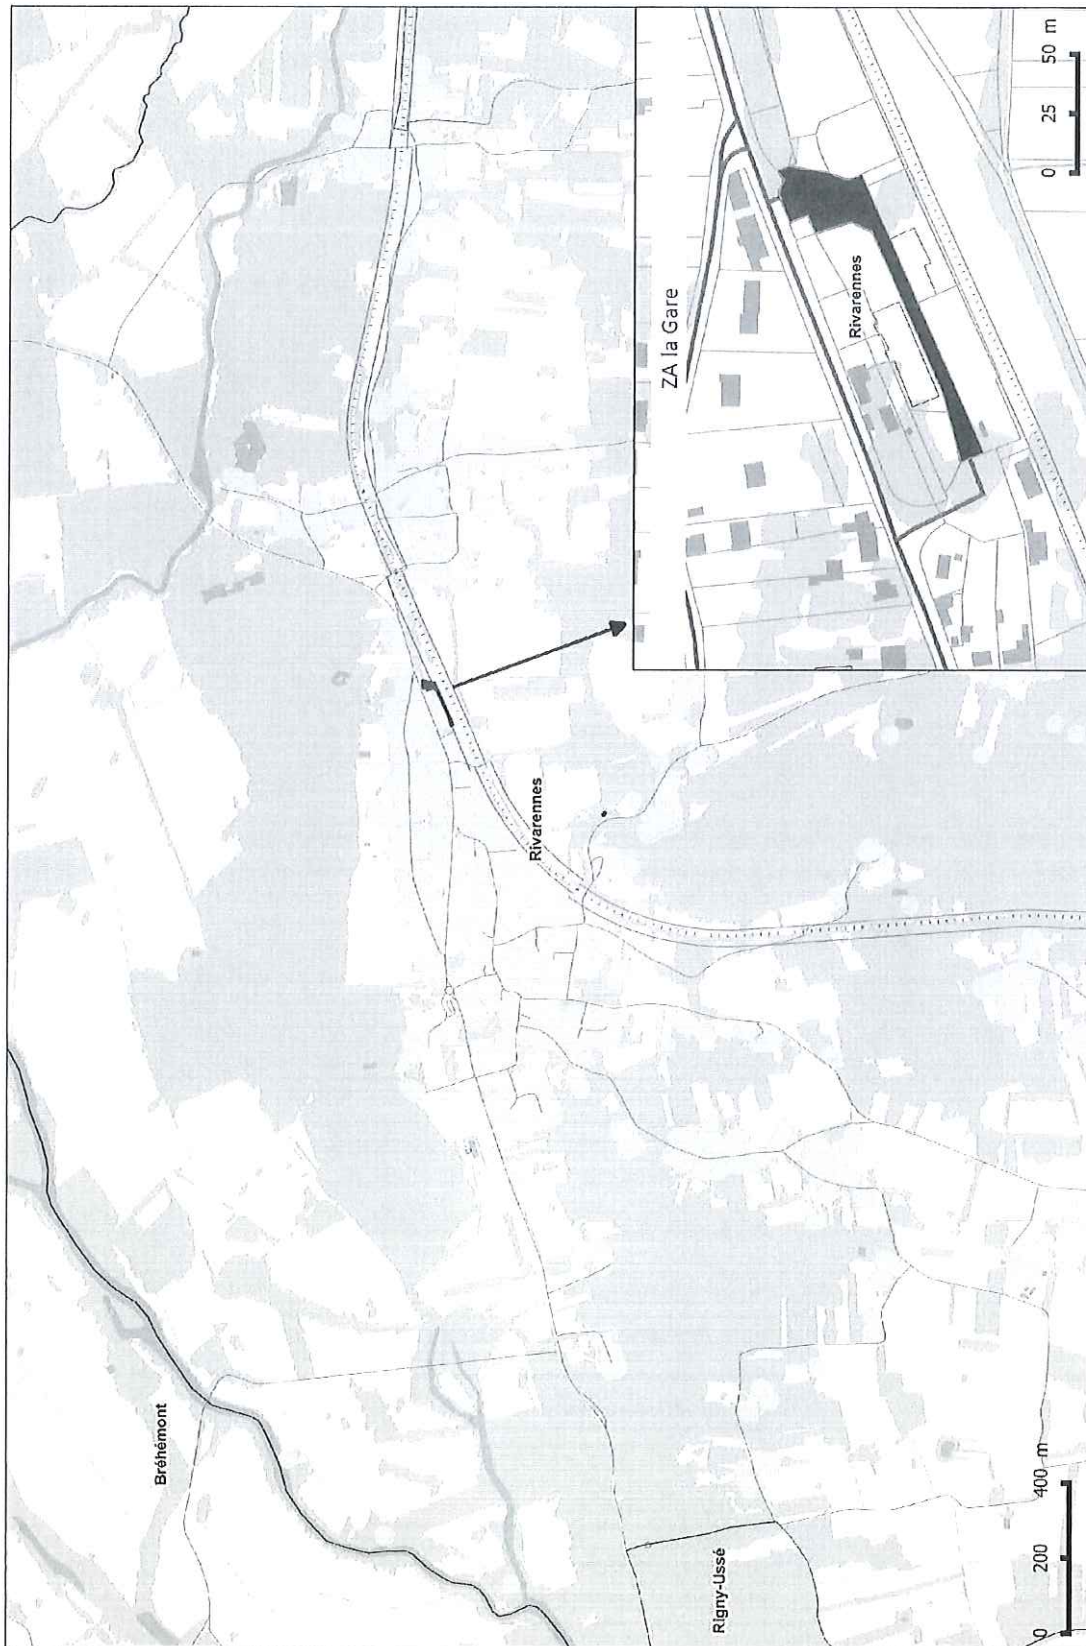 Bréhémont
Rigny-Ussé
Rivarennes
0 200 400 m
ZA la Gare
Rivarennes
0 25 50 m